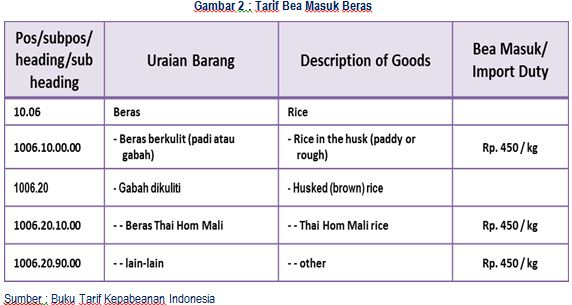 Gambar 2 : Tarif Bea Masuk Beras
Pos/subpos/
heading/sub
heading
Uraian Barang
Description of Goods
Bea Masuk/
Import Duty
10.06
Beras
Rice
1006.10.00.00
- Beras berkulit (padi atau
gabah)
- Rice in the husk (paddy or
rough)
Rp. 450 / kg
1006.20
- Gabah dikuliti
- Husked (brown) rice
1006.20.10.00
- - Beras Thai Hom Mali
- - Thai Hom Mali rice
Rp. 450 / kg
1006.20.90.00
- - lain-lain
- - other
Rp. 450 / kg
Sumber : Buku Tarif Kepabeanan Indonesia